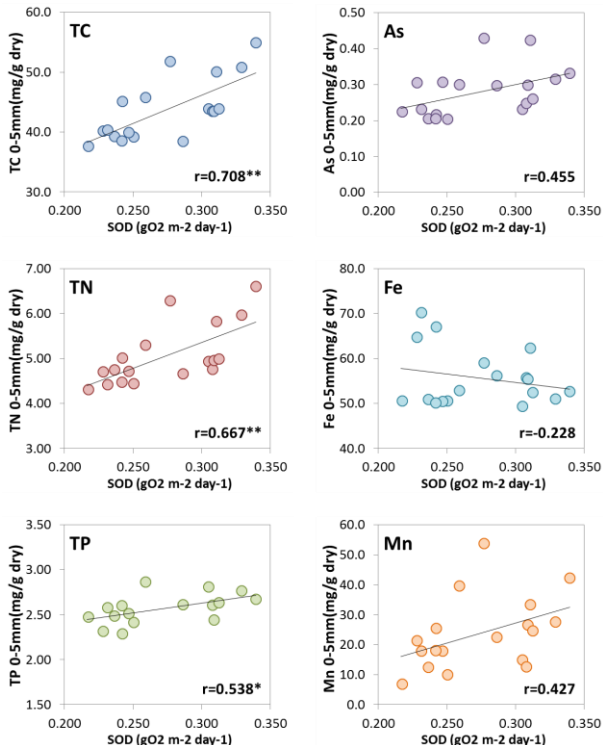 TC
TC 0-5mm(mg/g dry)
60.0
50.0
40.0
30.0
r=0.708**
0.200 0.250 0.300 0.350
SOD (gO2 m-2 day-1)
As
As 0-5mm(mg/g dry)
0.50
0.40
0.30
0.20
0.10
0.00
r=0.455
0.200 0.250 0.300 0.350
SOD (gO2 m-2 day-1)
TN
TN 0-5mm(mg/g dry)
7.00
6.00
5.00
4.00
3.00
r=0.667**
0.200 0.250 0.300 0.350
SOD (gO2 m-2 day-1)
Fe
Fe 0-5mm(mg/g dry)
80.0
70.0
60.0
50.0
40.0
r=-0.228
0.200 0.250 0.300 0.350
SOD (gO2 m-2 day-1)
TP
TP 0-5mm(mg/g dry)
3.50
3.00
2.50
2.00
1.50
r=0.538*
0.200 0.250 0.300 0.350
SOD (gO2 m-2 day-1)
Mn
Mn 0-5mm(mg/g dry)
60.0
50.0
40.0
30.0
20.0
10.0
0.0
r=0.427
0.200 0.250 0.300 0.350
SOD (gO2 m-2 day-1)